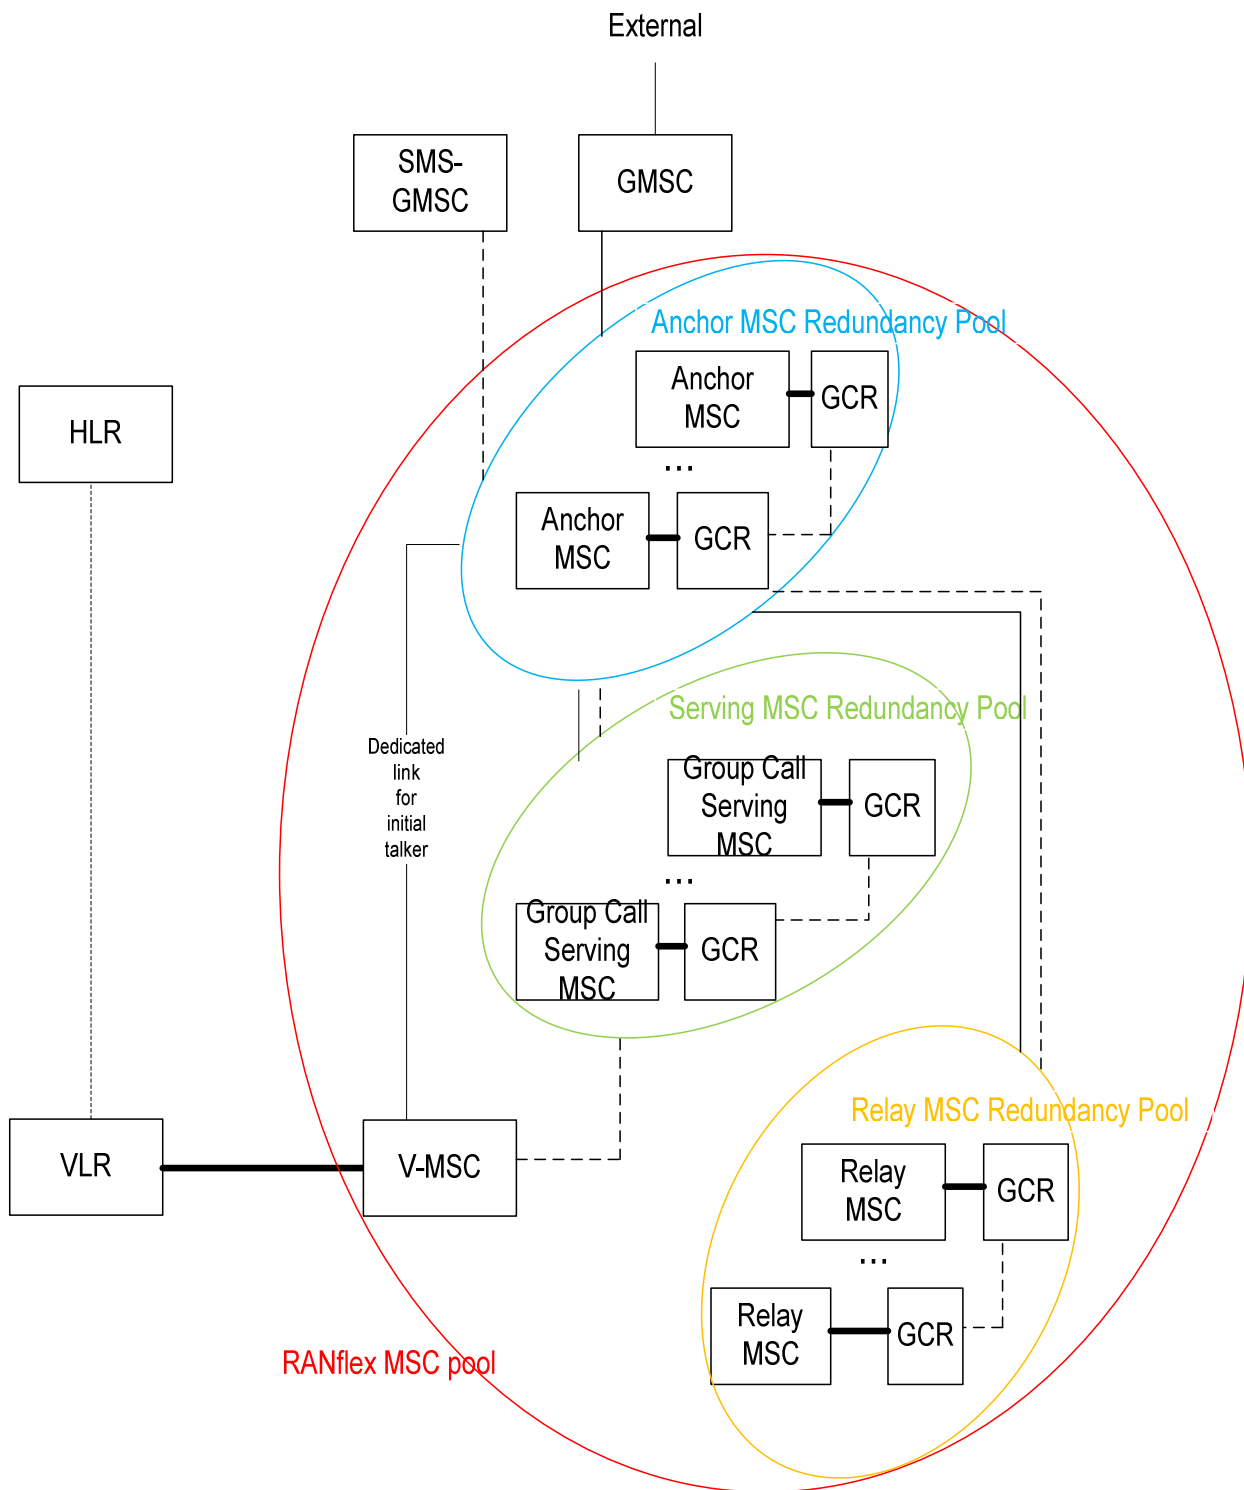 External
SMS-
GMSC
GMSC
Anchor MSC Redundancy Pool
Anchor
MSC
GCR
...
HLR
Anchor
MSC
GCR
Serving MSC Redundancy Pool
Dedicated
link
for
initial
talker
Group Call
Serving
MSC
GCR
...
Group Call
Serving
MSC
GCR
Relay MSC Redundancy Pool
VLR
V-MSC
Relay
MSC
GCR
...
Relay
MSC
GCR
RANflex MSC pool